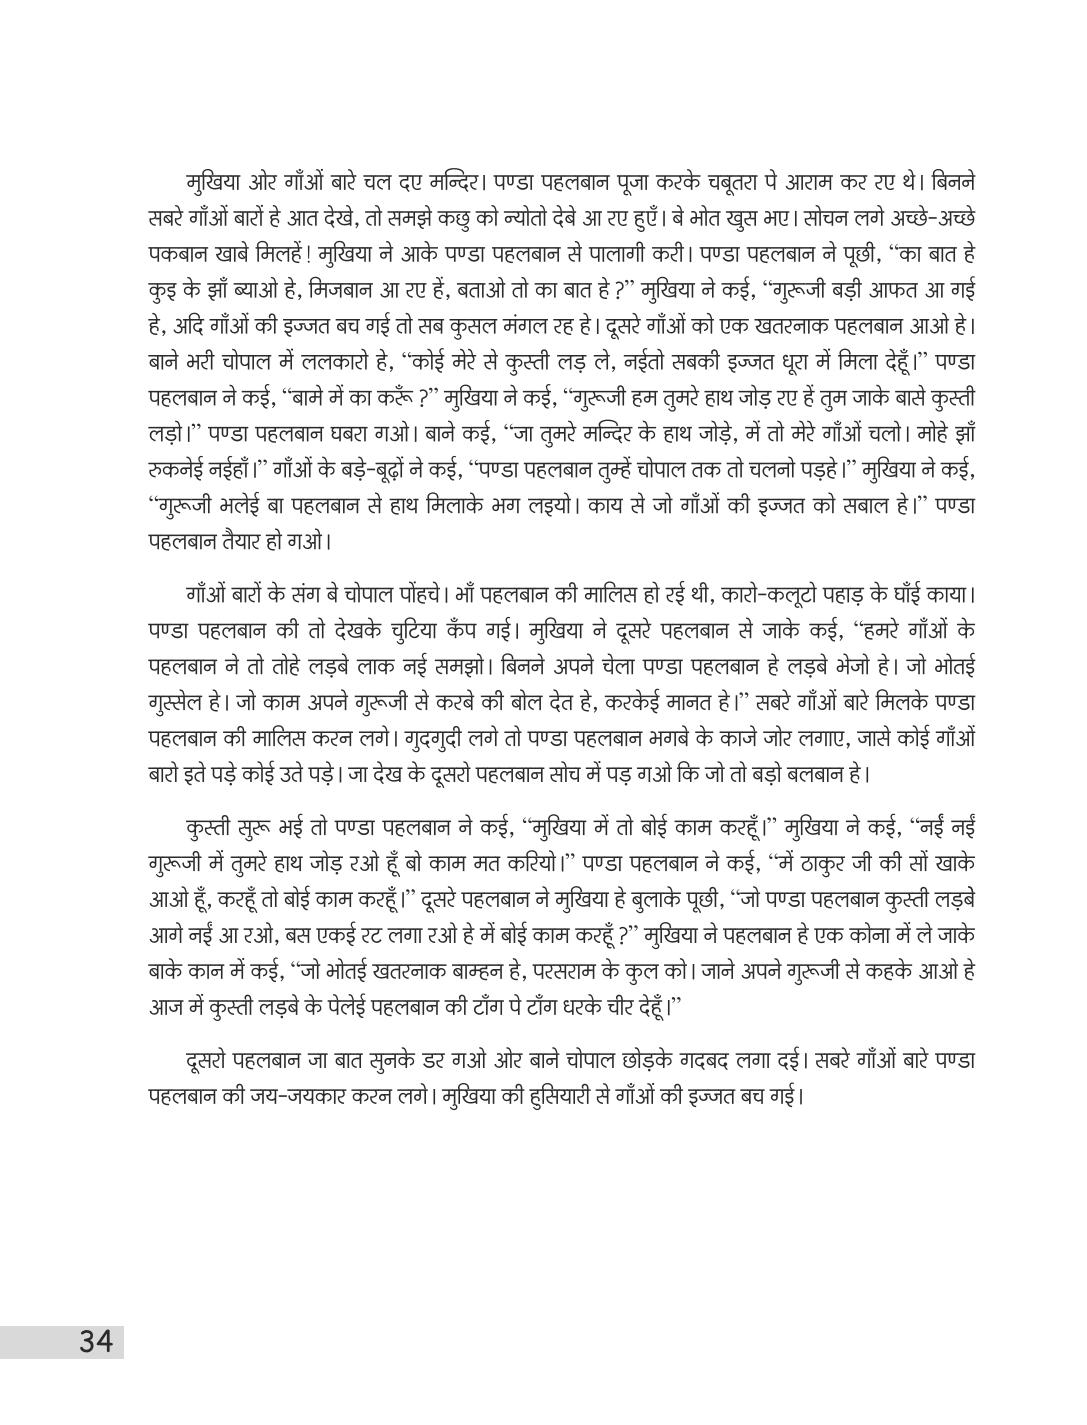 मुखिया ओर गाँओं बारे चल दए मन्दिर। पण्डा पहलबान पूजा करके चबूतरा पे आराम कर रए थे। बिनने
सबरे गाँओं बारों हे आत देखे, तो समझे कछु को न्योतो देबे आ रए हुएँ। बे भोत खुस भए। सोचन लगे अच्छे-अच्छे
पकबान खाबे मिलहें! मुखिया ने आके पण्डा पहलबान से पालागी करी। पण्डा पहलबान ने पूछी, “का बात हे
कुइ के झाँ ब्याओ हे, मिजबान आ रए हें, बताओ तो का बात हे?” मुखिया ने कई, “गुरूजी बड़ी आफत आ गई
हे, अदि गाँओं की इज्जत बच गई तो सब कुसल मंगल रह हे। दूसरे गाँओं को एक खतरनाक पहलबान आओ हे।
बाने भरी चोपाल में ललकारो हे, “कोई मेरे से कुस्ती लड़ ले, नईतो सबकी इज्जत धूरा में मिला देहूँ।” पण्डा
पहलबान ने कई, “बामे में का करूँ?” मुखिया ने कई, “गुरूजी हम तुमरे हाथ जोड़ रए हें तुम जाके बासे कुस्ती
लड़ो।” पण्डा पहलबान घबरा गओ। बाने कई, “जा तुमरे मन्दिर के हाथ जोड़े, में तो मेरे गाँओं चलो। मोहे झाँ
रुकनेई नईहाँ।” गाँओं के बड़े-बूढ़ों ने कई, “पण्डा पहलबान तुम्हें चोपाल तक तो चलनो पड़हे।” मुखिया ने कई,
“गुरूजी भलेई बा पहलबान से हाथ मिलाके भग लइयो। काय से जो गाँओं की इज्जत को सबाल हे।” पण्डा
पहलबान तैयार हो गओ।
गाँओं बारों के संग बे चोपाल पोंहचे। भाँ पहलबान की मालिस हो रई थी, कारो-कलूटो पहाड़ के घाँई काया।
पण्डा पहलबान की तो देखके चुटिया कँप गई। मुखिया ने दूसरे पहलबान से जाके कई, “हमरे गाँओं के
पहलबान ने तो तोहे लड़बे लाक नई समझो। बिनने अपने चेला पण्डा पहलबान हे लड़बे भेजो हे। जो भोतई
गुस्सेल हे। जो काम अपने गुरूजी से करबे की बोल देत हे, करकेई मानत हे।” सबरे गाँओं बारे मिलके पण्डा
पहलबान की मालिस करन लगे। गुदगुदी लगे तो पण्डा पहलबान भगबे के काजे जोर लगाए, जासे कोई गाँओं
बारो इते पड़े कोई उते पड़े। जा देख के दूसरो पहलबान सोच में पड़ गओ कि जो तो बड़ो बलबान हे।
कुस्ती सुरू भई तो पण्डा पहलबान ने कई, “मुखिया में तो बोई काम करहूँ।” मुखिया ने कई, “नईं नईं
गुरूजी में तुमरे हाथ जोड़ रओ हूँ बो काम मत करियो।” पण्डा पहलबान ने कई, “में ठाकुर जी की सों खाके
आओ हूँ, करहूँ तो बोई काम करहूँ।” दूसरे पहलबान ने मुखिया हे बुलाके पूछी, “जो पण्डा पहलबान कुस्ती लड़बे
आगे नईं आ रओ, बस एकई रट लगा रओ हे में बोई काम करहूँ?” मुखिया ने पहलबान हे एक कोना में ले जाके
बाके कान में कई, “जो भोतई खतरनाक बाम्हन हे, परसराम के कुल को। जाने अपने गुरूजी से कहके आओ हे
आज में कुस्ती लड़बे के पेलेई पहलबान की टाँग पे टाँग धरके चीर देहूँ।”
दूसरो पहलबान जा बात सुनके डर गओ ओर बाने चोपाल छोड़के गदबद लगा दई। सबरे गाँओं बारे पण्डा
पहलबान की जय-जयकार करन लगे। मुखिया की हुसियारी से गाँओं की इज्जत बच गई।
34